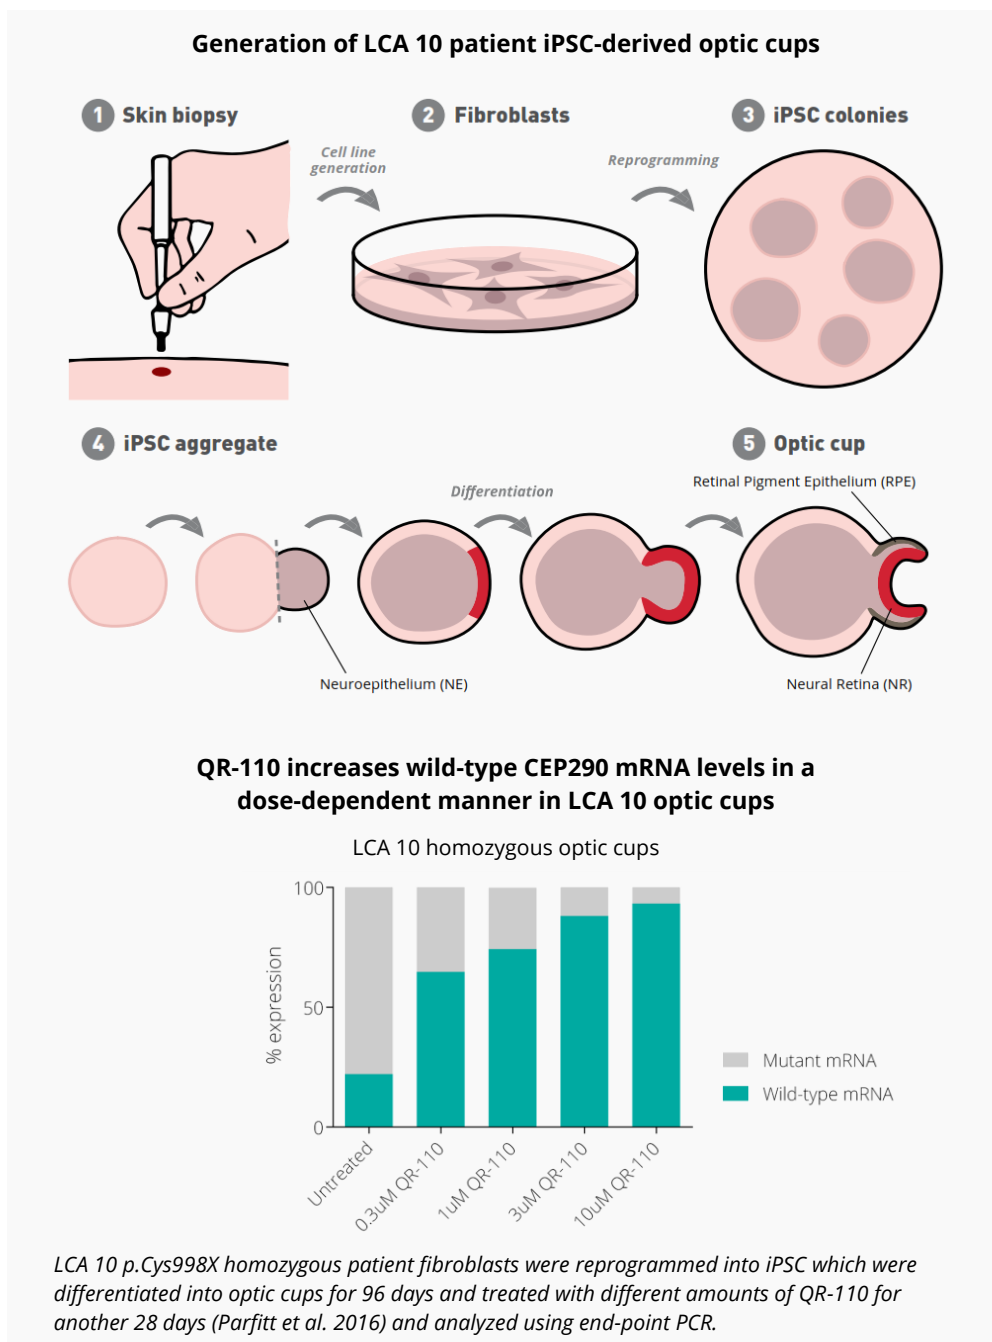 Generation of LCA 10 patient iPSC-derived optic cups
1 Skin biopsy
2 Fibroblasts
3 iPSC colonies
Cell line
generation
Reprogramming
4 iPSC aggregate
5 Optic cup
Differentiation
Retinal Pigment Epithelium (RPE)
Neuroepithelium (NE)
Neural Retina (NR)
QR-110 increases wild-type CEP290 mRNA levels in a
dose-dependent manner in LCA 10 optic cups
LCA 10 homozygous optic cups
% expression
100
50
0
Untreated
0.3uM QR-110
1uM QR-110
3uM QR-110
10uM QR-110
Mutant mRNA
Wild-type mRNA
LCA 10 p.Cys998X homozygous patient fibroblasts were reprogrammed into iPSC which were
differentiated into optic cups for 96 days and treated with different amounts of QR-110 for
another 28 days (Parfitt et al. 2016) and analyzed using end-point PCR.